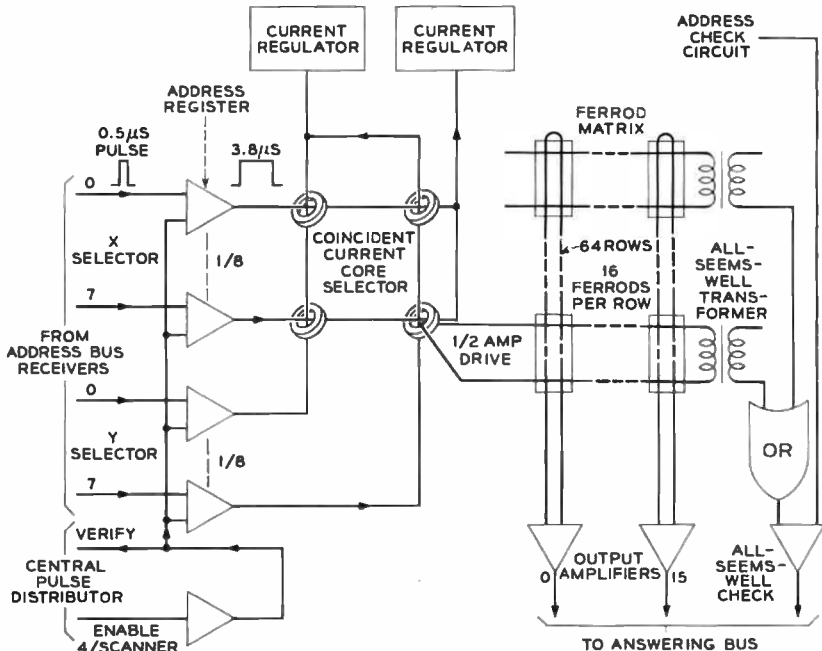 CURRENT
REGULATOR
CURRENT
REGULATOR
ADDRESS
CHECK
CIRCUIT
ADDRESS
REGISTER
0.5µS
PULSE
3.8µS
FERROD
MATRIX
0
X
SELECTOR
1/8
COINCIDENT
CURRENT
CORE
SELECTOR
64 ROWS
16
FERRODS
PER ROW
ALL-
SEEMS-
WELL
TRANS-
FORMER
7
FROM
ADDRESS BUS
RECEIVERS
1/2 AMP
DRIVE
0
Y
SELECTOR
1/8
7
OR
VERIFY
CENTRAL
PULSE
DISTRIBUTOR
ENABLE
4/SCANNER
0
OUTPUT
AMPLIFIERS
15
ALL-
SEEMS-
WELL
CHECK
TO ANSWERING BUS